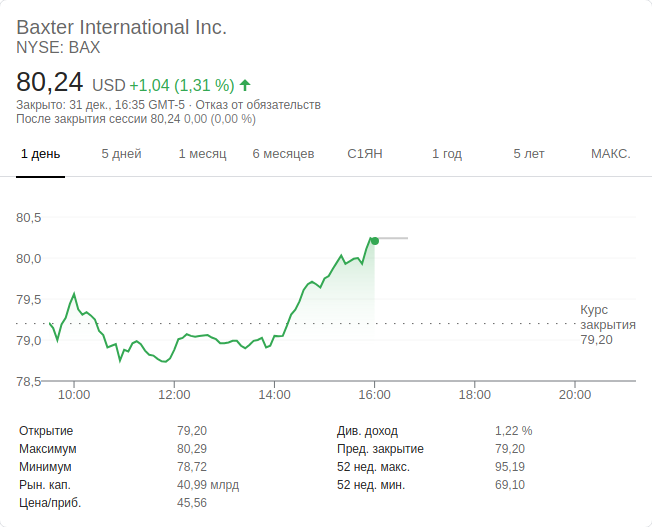 Baxter International Inc.
NYSE: BAX
80,24 USD +1,04 (1,31 %)
Закрыто: 31 дек., 16:35 GMT-5 · Отказ от обязательств
После закрытия сессии 80,24 0,00 (0,00 %)
1 день 5 дней 1 месяц 6 месяцев С1ЯН 1 год 5 лет МАКС.
80,5
80,0
79,5
79,0
78,5
Курс
закрытия
79,20
10:00 12:00 14:00 16:00 18:00 20:00
Открытие 79,20 Див. доход 1,22 %
Максимум 80,29 Пред. закрытие 79,20
Минимум 78,72 52 нед. макс. 95,19
Рын. кап. 40,99 млрд 52 нед. мин. 69,10
Цена/приб. 45,56